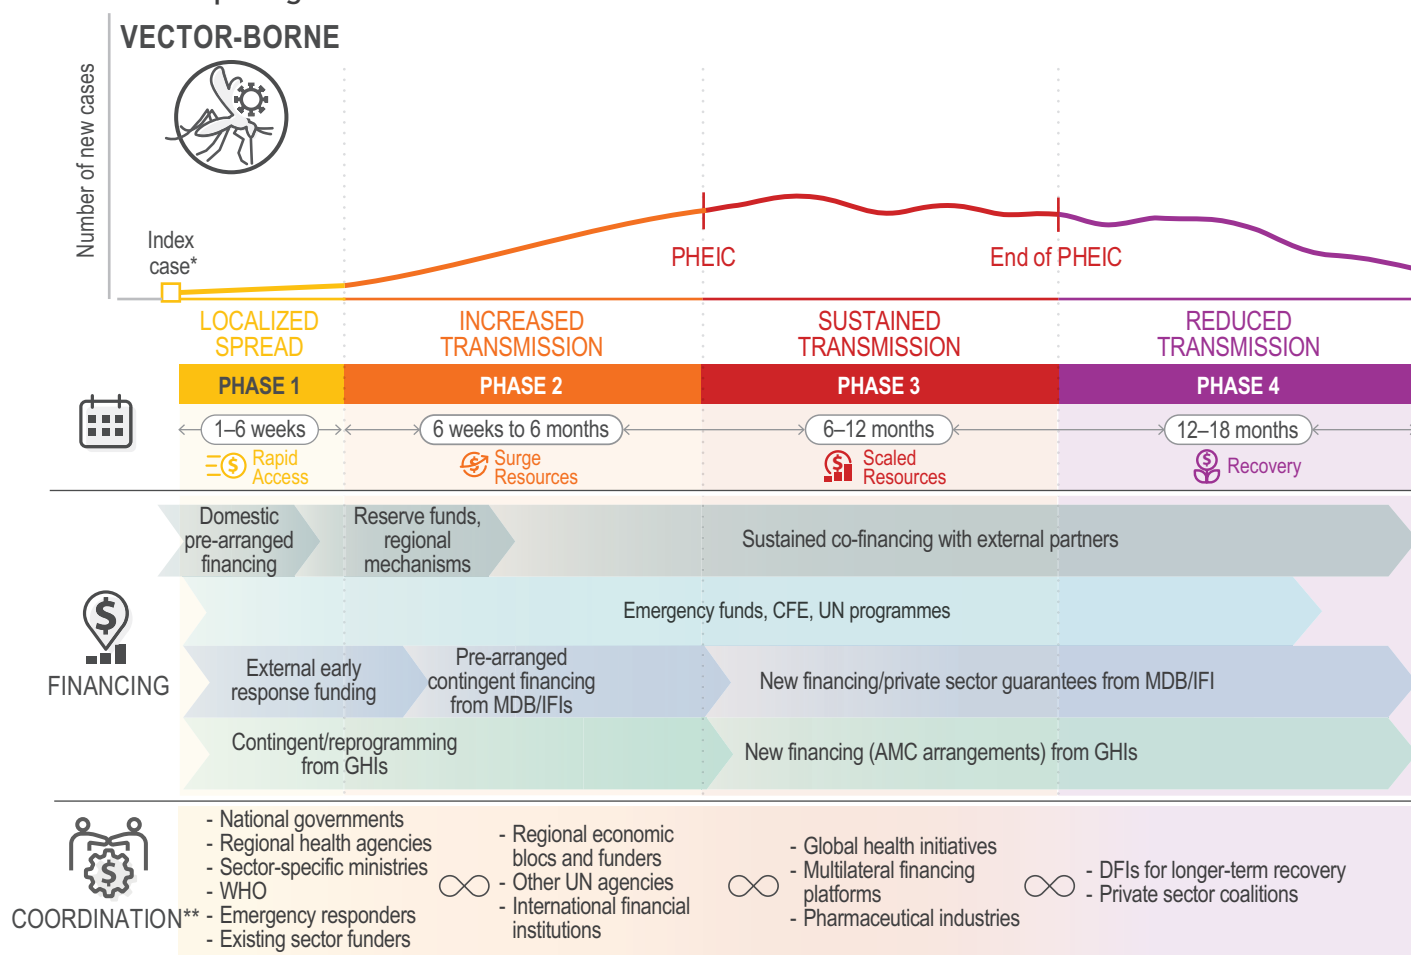 VECTOR-BORNE
Number of new cases
Index
case*
PHEIC
End of PHEIC
LOCALIZED
SPREAD
INCREASED
TRANSMISSION
SUSTAINED
TRANSMISSION
REDUCED
TRANSMISSION
PHASE 1
PHASE 2
PHASE 3
PHASE 4
1–6 weeks
6 weeks to 6 months
6–12 months
12–18 months
Rapid
Access
Surge
Resources
Scaled
Resources
Recovery
FINANCING
Domestic
pre-arranged
financing
Reserve funds,
regional
mechanisms
Sustained co-financing with external partners
Emergency funds, CFE, UN programmes
External early
response funding
Pre-arranged
contingent financing
from MDB/IFIs
New financing/private sector guarantees from MDB/IFI
Contingent/reprogramming
from GHIs
New financing (AMC arrangements) from GHIs
COORDINATION**
- National governments
- Regional health agencies
- Sector-specific ministries
- WHO
- Emergency responders
- Existing sector funders
- Regional economic
blocs and funders
- Other UN agencies
- International financial
institutions
- Global health initiatives
- Multilateral financing
platforms
- Pharmaceutical industries
- DFIs for longer-term recovery
- Private sector coalitions